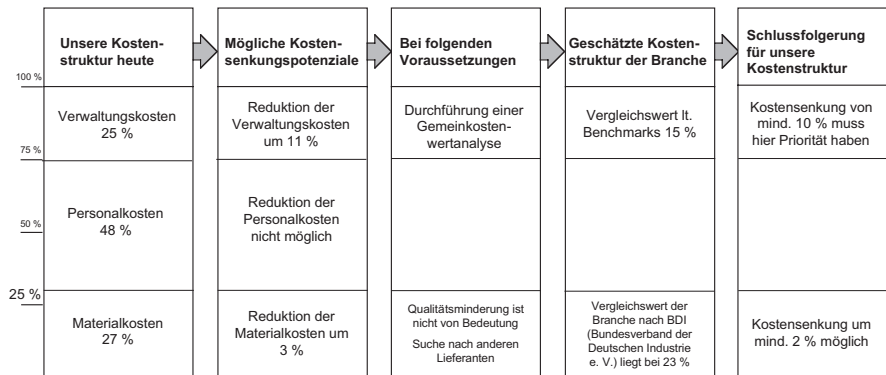 Unsere Kosten-
struktur heute
Mögliche Kosten-
senkungspotenziale
Bei folgenden
Voraussetzungen
Geschätzte Kosten-
struktur der Branche
Schlussfolgerung
für unsere
Kostenstruktur
100 %
Verwaltungskosten
25 %
Reduktion der
Verwaltungskosten
um 11 %
Durchführung einer
Gemeinkosten-
wertanalyse
Vergleichswert lt.
Benchmarks 15 %
Kostensenkung von
mind. 10 % muss
hier Priorität haben
75 %
Personalkosten
48 %
Reduktion der
Personalkosten
nicht möglich
50 %
25 %
Materialkosten
27 %
Reduktion der
Materialkosten um
3 %
Qualitätsminderung ist
nicht von Bedeutung
Suche nach anderen
Lieferanten
Vergleichswert der
Branche nach BDI
(Bundesverband der
Deutschen Industrie
e. V.) liegt bei 23 %
Kostensenkung um
mind. 2 % möglich